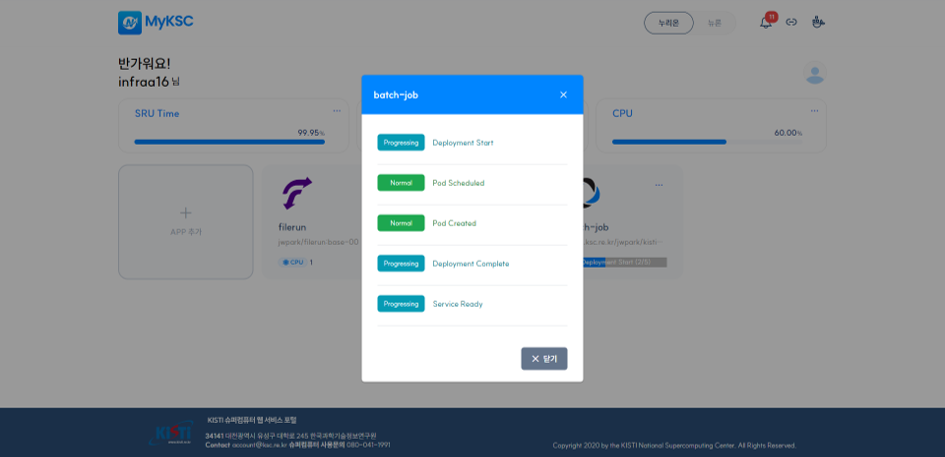 MyKSC
누리온
뉴론
11
반가워요!
infraa16 님
SRU Time
99.95%
CPU
60.00%
APP 추가
filerun
jwpark/filerun-base-00
CPU 1
ch-job
.ksc.re.kr/jwpark/kisti-··
Deployment Start (2/5)
batch-job
Progressing Deployment Start
Normal Pod Scheduled
Normal Pod Created
Progressing Deployment Complete
Progressing Service Ready
닫기
KISTI
KISTI 슈퍼컴퓨터 웹 서비스 포털
34141 대전광역시 유성구 대학로 245 한국과학기술정보연구원
Contact account@ksc.re.kr 슈퍼컴퓨터 사용문의 080-041-1991
Copyright 2020 by the KISTI National Supercomputing Center. All Rights Reserved.